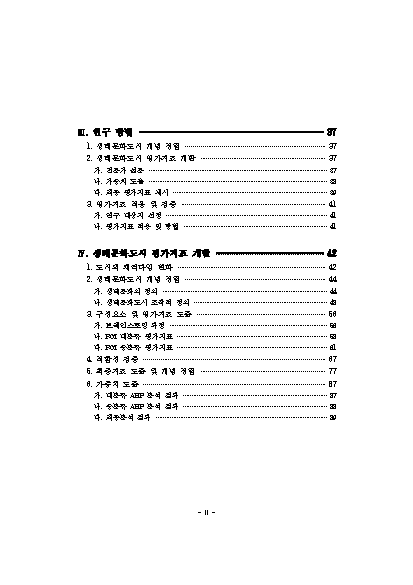 Ⅲ. 연구 방법 37
1. 생태문화도시 개념 정립 37
2. 생태문화도시 평가지표 개발 37
가. 전문가 검증 37
나. 가중치 도출 38
다. 최종 평가지표 제시 39
3. 평가지표 적용 및 검증 41
가. 연구 대상지 선정 41
나. 평가지표 적용 및 방법 41
Ⅳ. 생태문화도시 평가지표 개발 42
1. 도시의 패러다임 변화 42
2. 생태문화도시 개념 정립 44
가. 생태문화의 정의 44
나. 생태문화도시 조작적 정의 48
3. 구성요소 및 평가지표 도출 56
가. 브레인스토밍 과정 56
나. FGI 대분류 평가지표 58
다. FGI 중분류 평가지표 61
4. 적합성 검증 67
5. 최종지표 도출 및 개념 정립 77
6. 가중치 도출 87
가. 대분류 AHP 분석 결과 87
나. 중분류 AHP 분석 결과 88
다. 최종분석 결과 89
- ii -